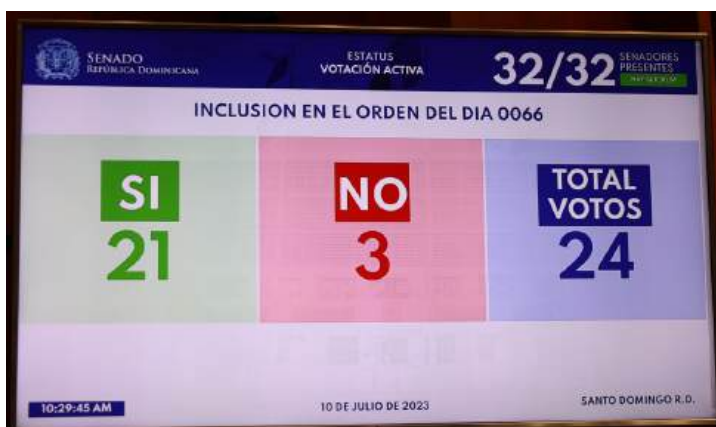 SENADO
REPÚBLICA DOMINICANA
ESTATUS
VOTACIÓN ACTIVA
32/32
SENADORES
PRESENTES
INCLUSION EN EL ORDEN DEL DIA 0066
SI
21
NO
3
TOTAL
VOTOS
24
10:29:45 AM
10 DE JULIO DE 2023
SANTO DOMINGO R.D.